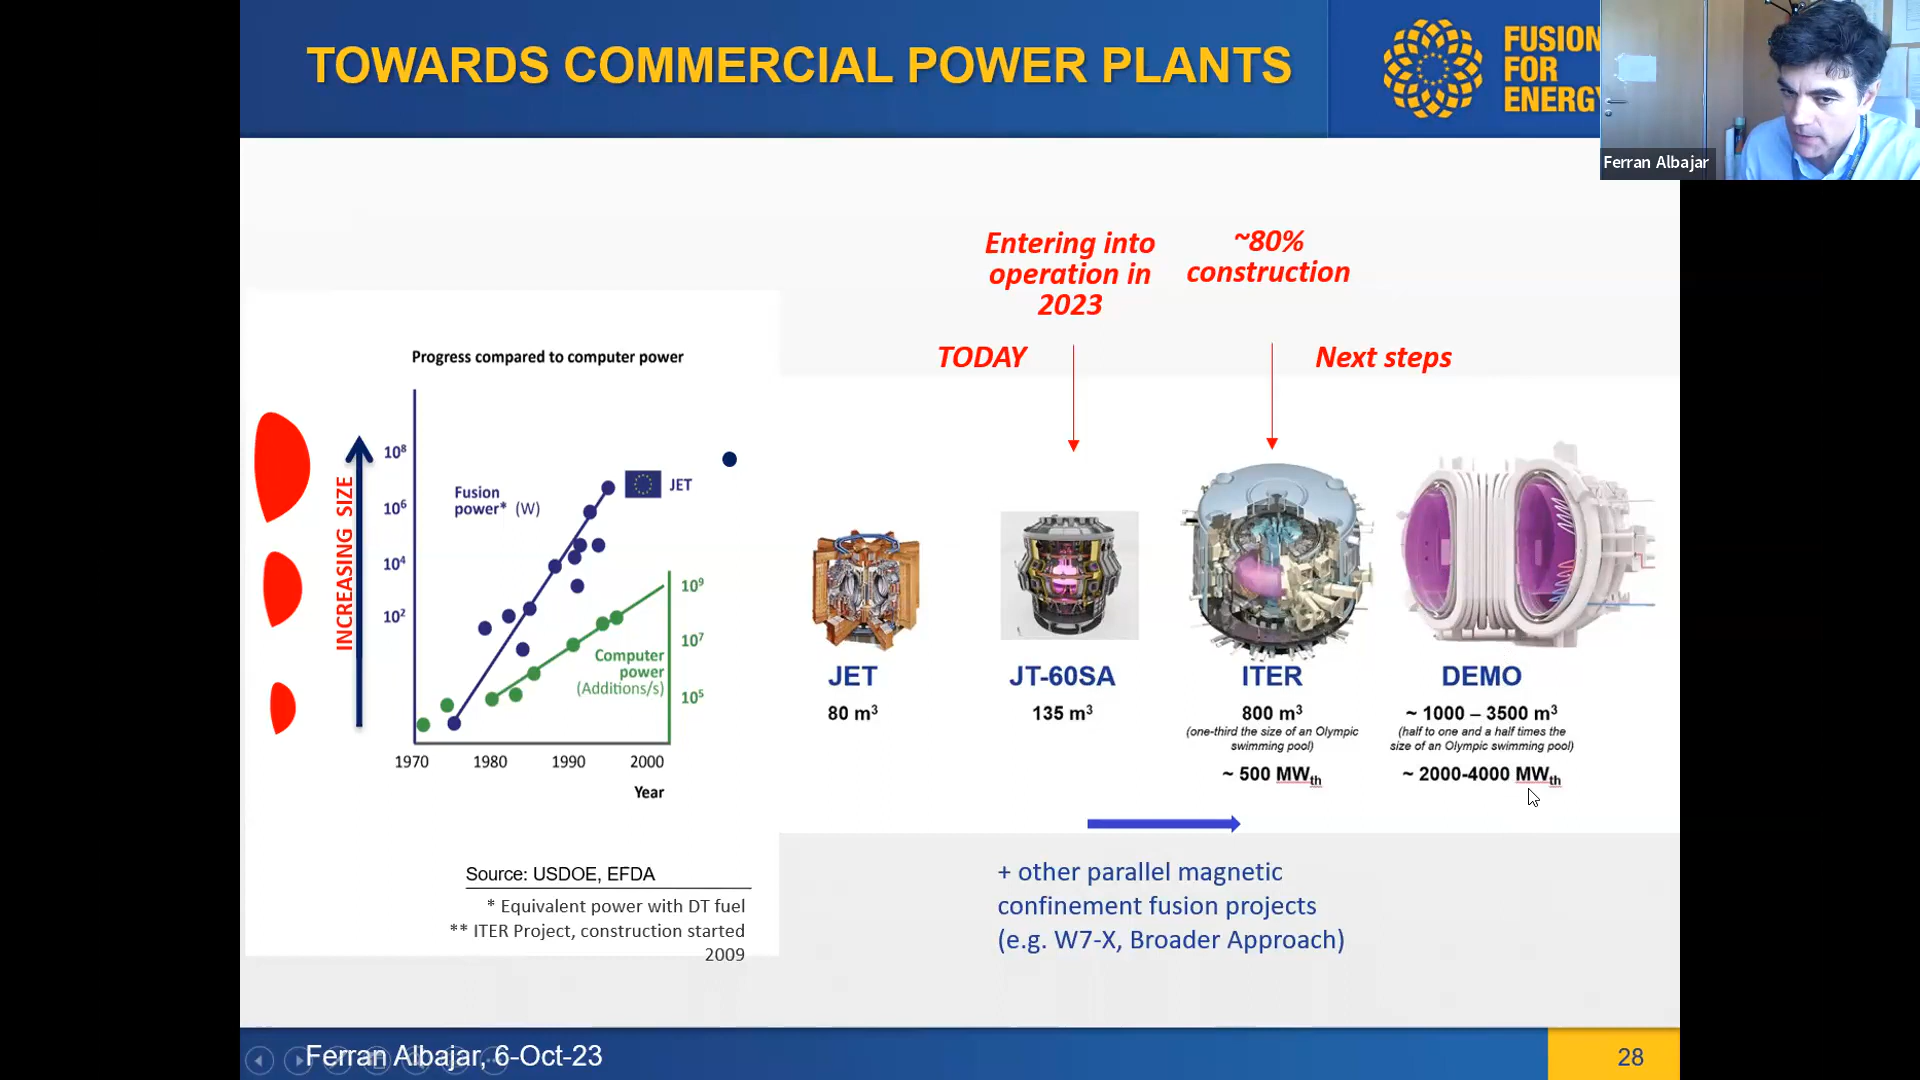 TOWARDS COMMERCIAL POWER PLANTS
FUSION
FOR
ENERGY
Ferran Albajar
Entering into
operation in
2023
~80%
construction
TODAY
Next steps
Progress compared to computer power
INCREASING SIZE
10⁸
10⁶
10⁴
10²
Fusion
power* (W)
JET
10⁹
10⁷
10⁵
Computer
power
(Additions/s)
1970 1980 1990 2000
Year
Source: USDOE, EFDA
* Equivalent power with DT fuel
** ITER Project, construction started
2009
JET
80 m³
JT-60SA
135 m³
ITER
800 m³
(one-third the size of an Olympic
swimming pool)
~ 500 MWth
DEMO
~ 1000 – 3500 m³
(half to one and a half times the
size of an Olympic swimming pool)
~ 2000-4000 MWth
+ other parallel magnetic
confinement fusion projects
(e.g. W7-X, Broader Approach)
Ferran Albajar, 6-Oct-23
28